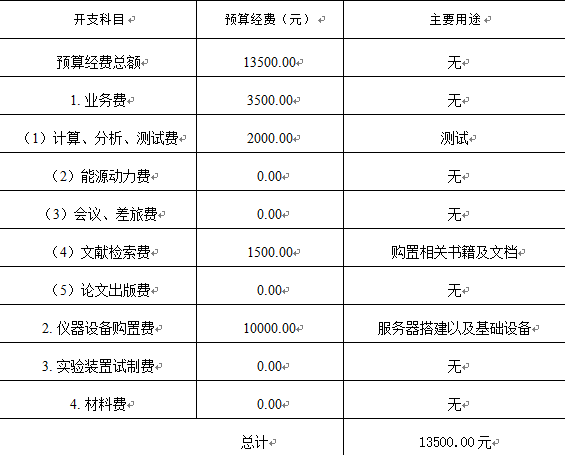 开支科目 预算经费（元） 主要用途
预算经费总额 13500.00 无
1. 业务费 3500.00 无
（1）计算、分析、测试费 2000.00 测试
（2）能源动力费 0.00 无
（3）会议、差旅费 0.00 无
（4）文献检索费 1500.00 购置相关书籍及文档
（5）论文出版费 0.00 无
2. 仪器设备购置费 10000.00 服务器搭建以及基础设备
3. 实验装置试制费 0.00 无
4. 材料费 0.00 无
总计 13500.00 元